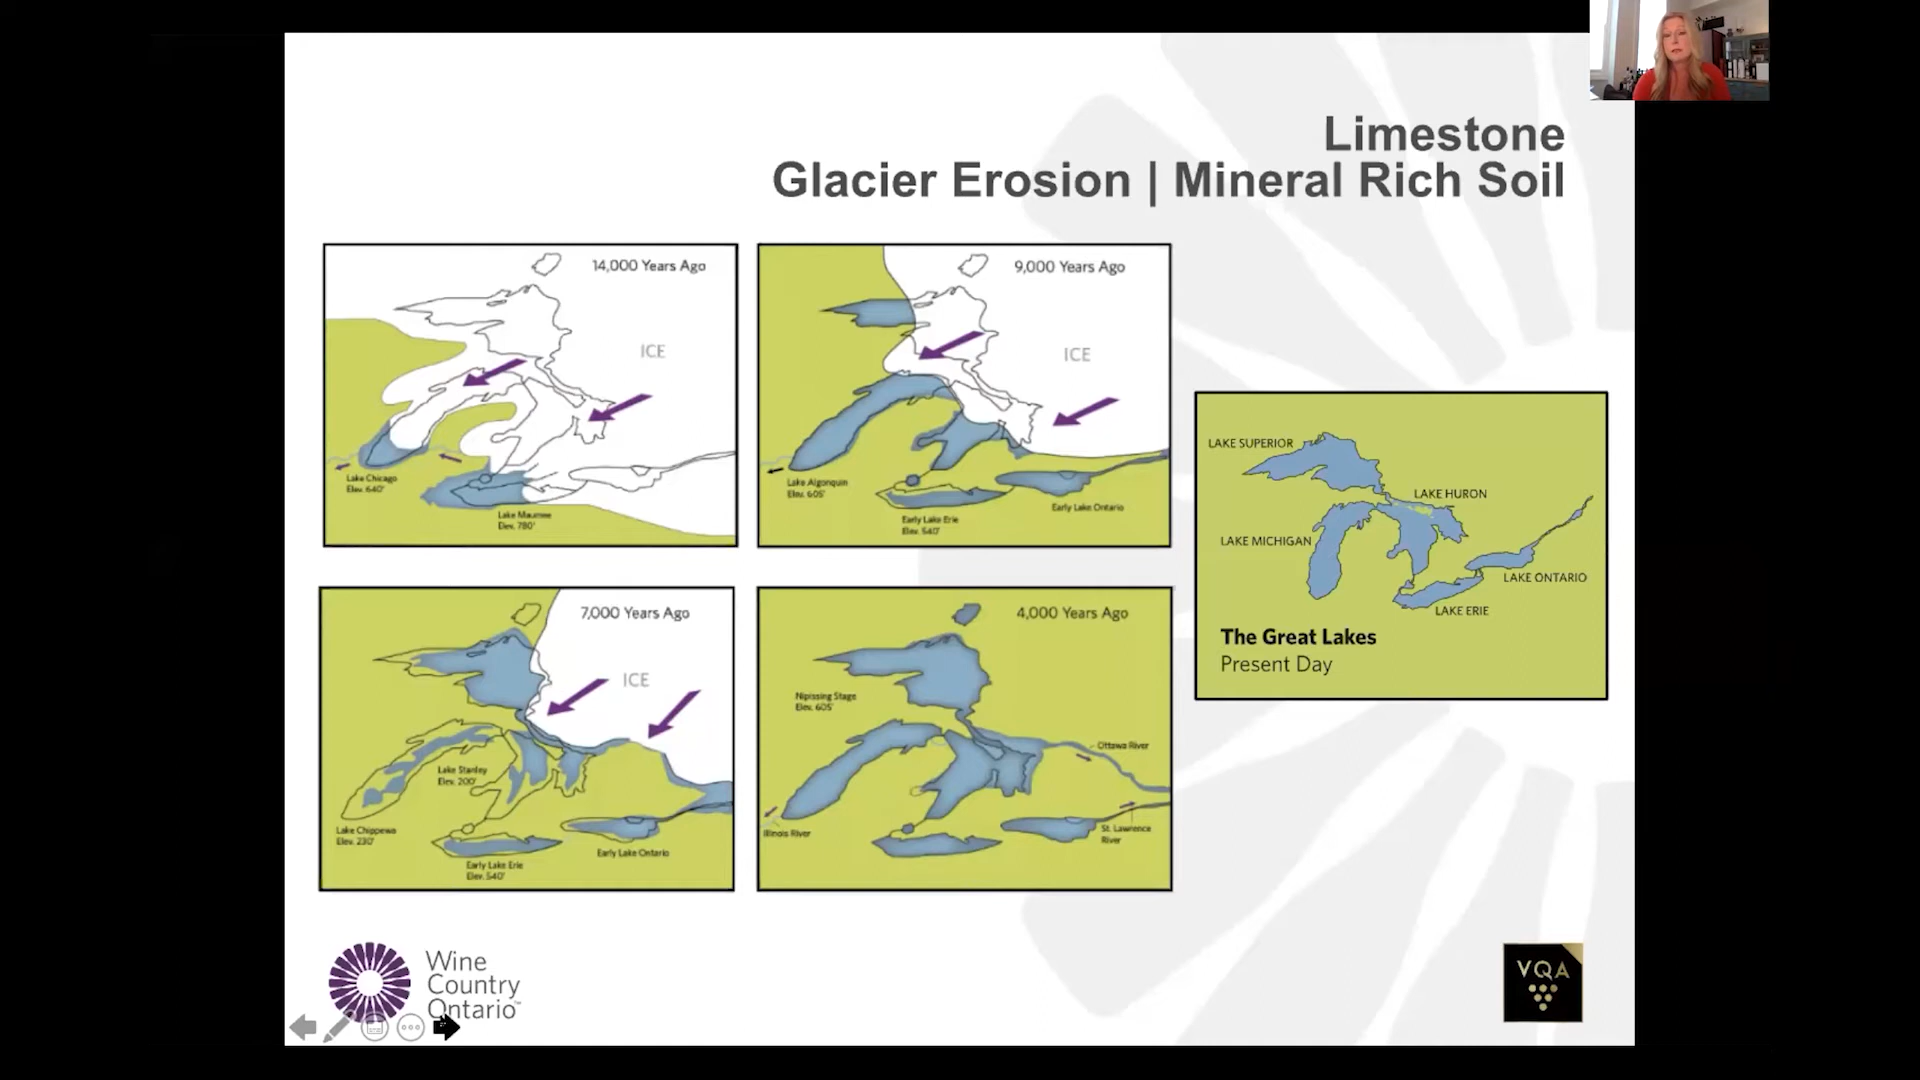 Limestone
Glacier Erosion | Mineral Rich Soil
14,000 Years Ago
ICE
Lake Chicago
Elev. 640'
Lake Maumee
Elev. 780'
9,000 Years Ago
ICE
Lake Algonquin
Elev. 605'
Early Lake Erie
Elev. 540'
Early Lake Ontario
7,000 Years Ago
ICE
Lake Stanley
Elev. 200'
Lake Chippewa
Elev. 230'
Early Lake Erie
Elev. 540'
Early Lake Ontario
4,000 Years Ago
Nipissing Stage
Elev. 605'
Ottawa River
Illinois River
St. Lawrence
River
LAKE SUPERIOR
LAKE HURON
LAKE MICHIGAN
LAKE ONTARIO
LAKE ERIE
The Great Lakes
Present Day
Wine
Country
Ontario™
VQA